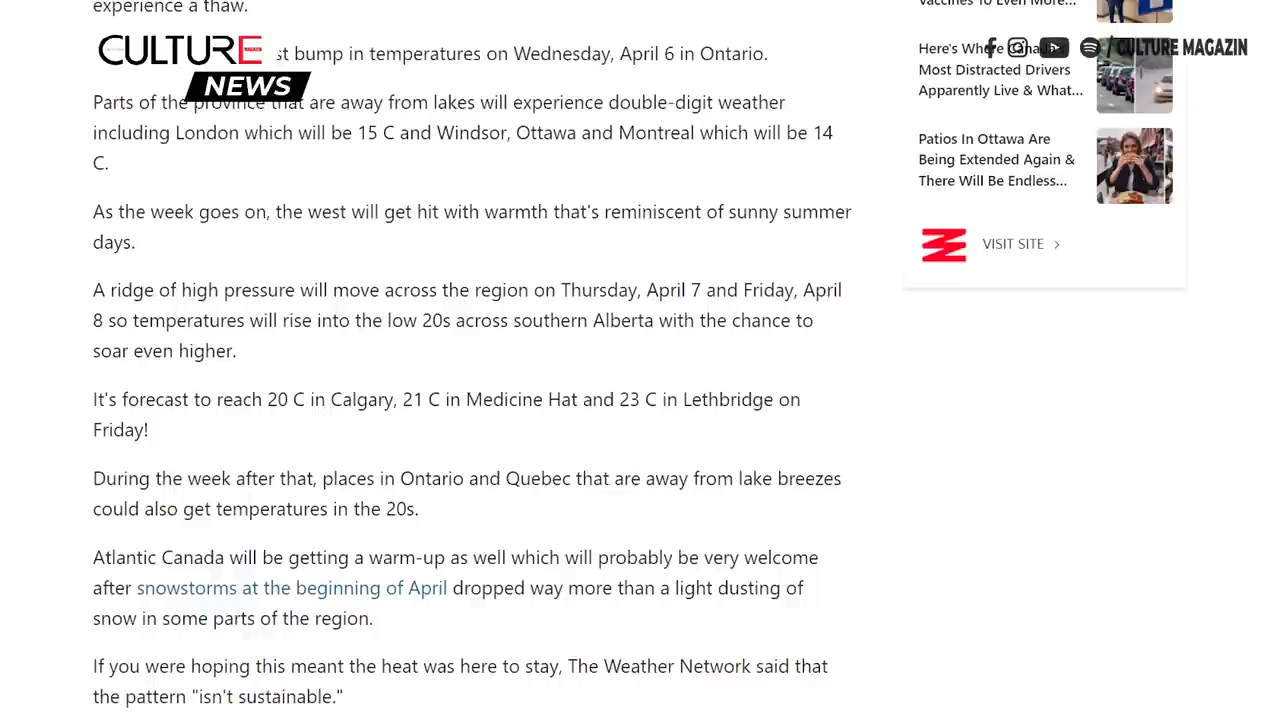 experience a thaw.
CULTURE
NEWS
st bump in temperatures on Wednesday, April 6 in Ontario.
Parts of the province that are away from lakes will experience double-digit weather
including London which will be 15 C and Windsor, Ottawa and Montreal which will be 14
C.
As the week goes on, the west will get hit with warmth that's reminiscent of sunny summer
days.
A ridge of high pressure will move across the region on Thursday, April 7 and Friday, April
8 so temperatures will rise into the low 20s across southern Alberta with the chance to
soar even higher.
It's forecast to reach 20 C in Calgary, 21 C in Medicine Hat and 23 C in Lethbridge on
Friday!
During the week after that, places in Ontario and Quebec that are away from lake breezes
could also get temperatures in the 20s.
Atlantic Canada will be getting a warm-up as well which will probably be very welcome
after snowstorms at the beginning of April dropped way more than a light dusting of
snow in some parts of the region.
If you were hoping this meant the heat was here to stay, The Weather Network said that
the pattern "isn't sustainable."
Vaccines To Even More...
Here's Where Canada's
Most Distracted Drivers
Apparently Live & What...
/CULTURE MAGAZIN
Patios In Ottawa Are
Being Extended Again &
There Will Be Endless...
VISIT SITE